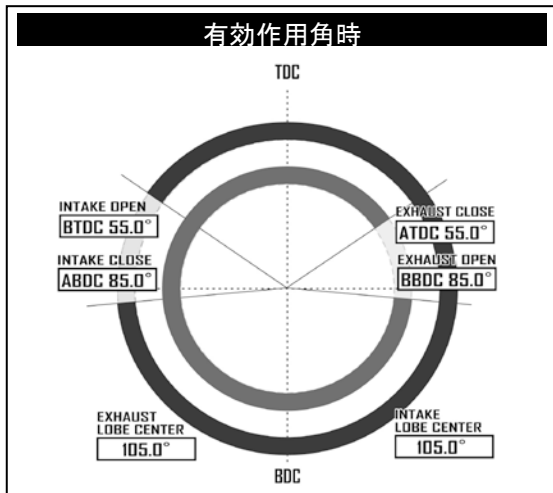 有効作用角時
TDC
INTAKE OPEN
BTDC 55.0°
INTAKE CLOSE
ABDC 85.0°
EXHAUST CLOSE
ATDC 55.0°
EXHAUST OPEN
BBDC 85.0°
EXHAUST
LOBE CENTER
105.0°
INTAKE
LOBE CENTER
105.0°
BDC